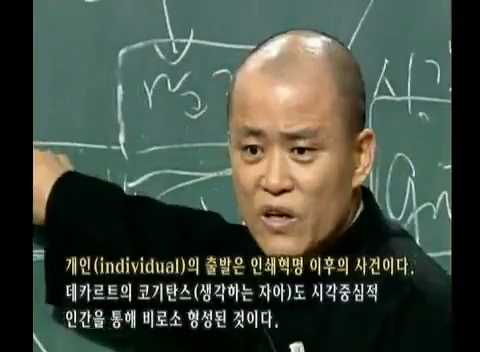 개인(individual)의 출발은 인쇄혁명 이후의 사건이다.
데카르트의 코기탄스(생각하는 자아)도 시각중심적
인간을 통해 비로소 형성된 것이다.